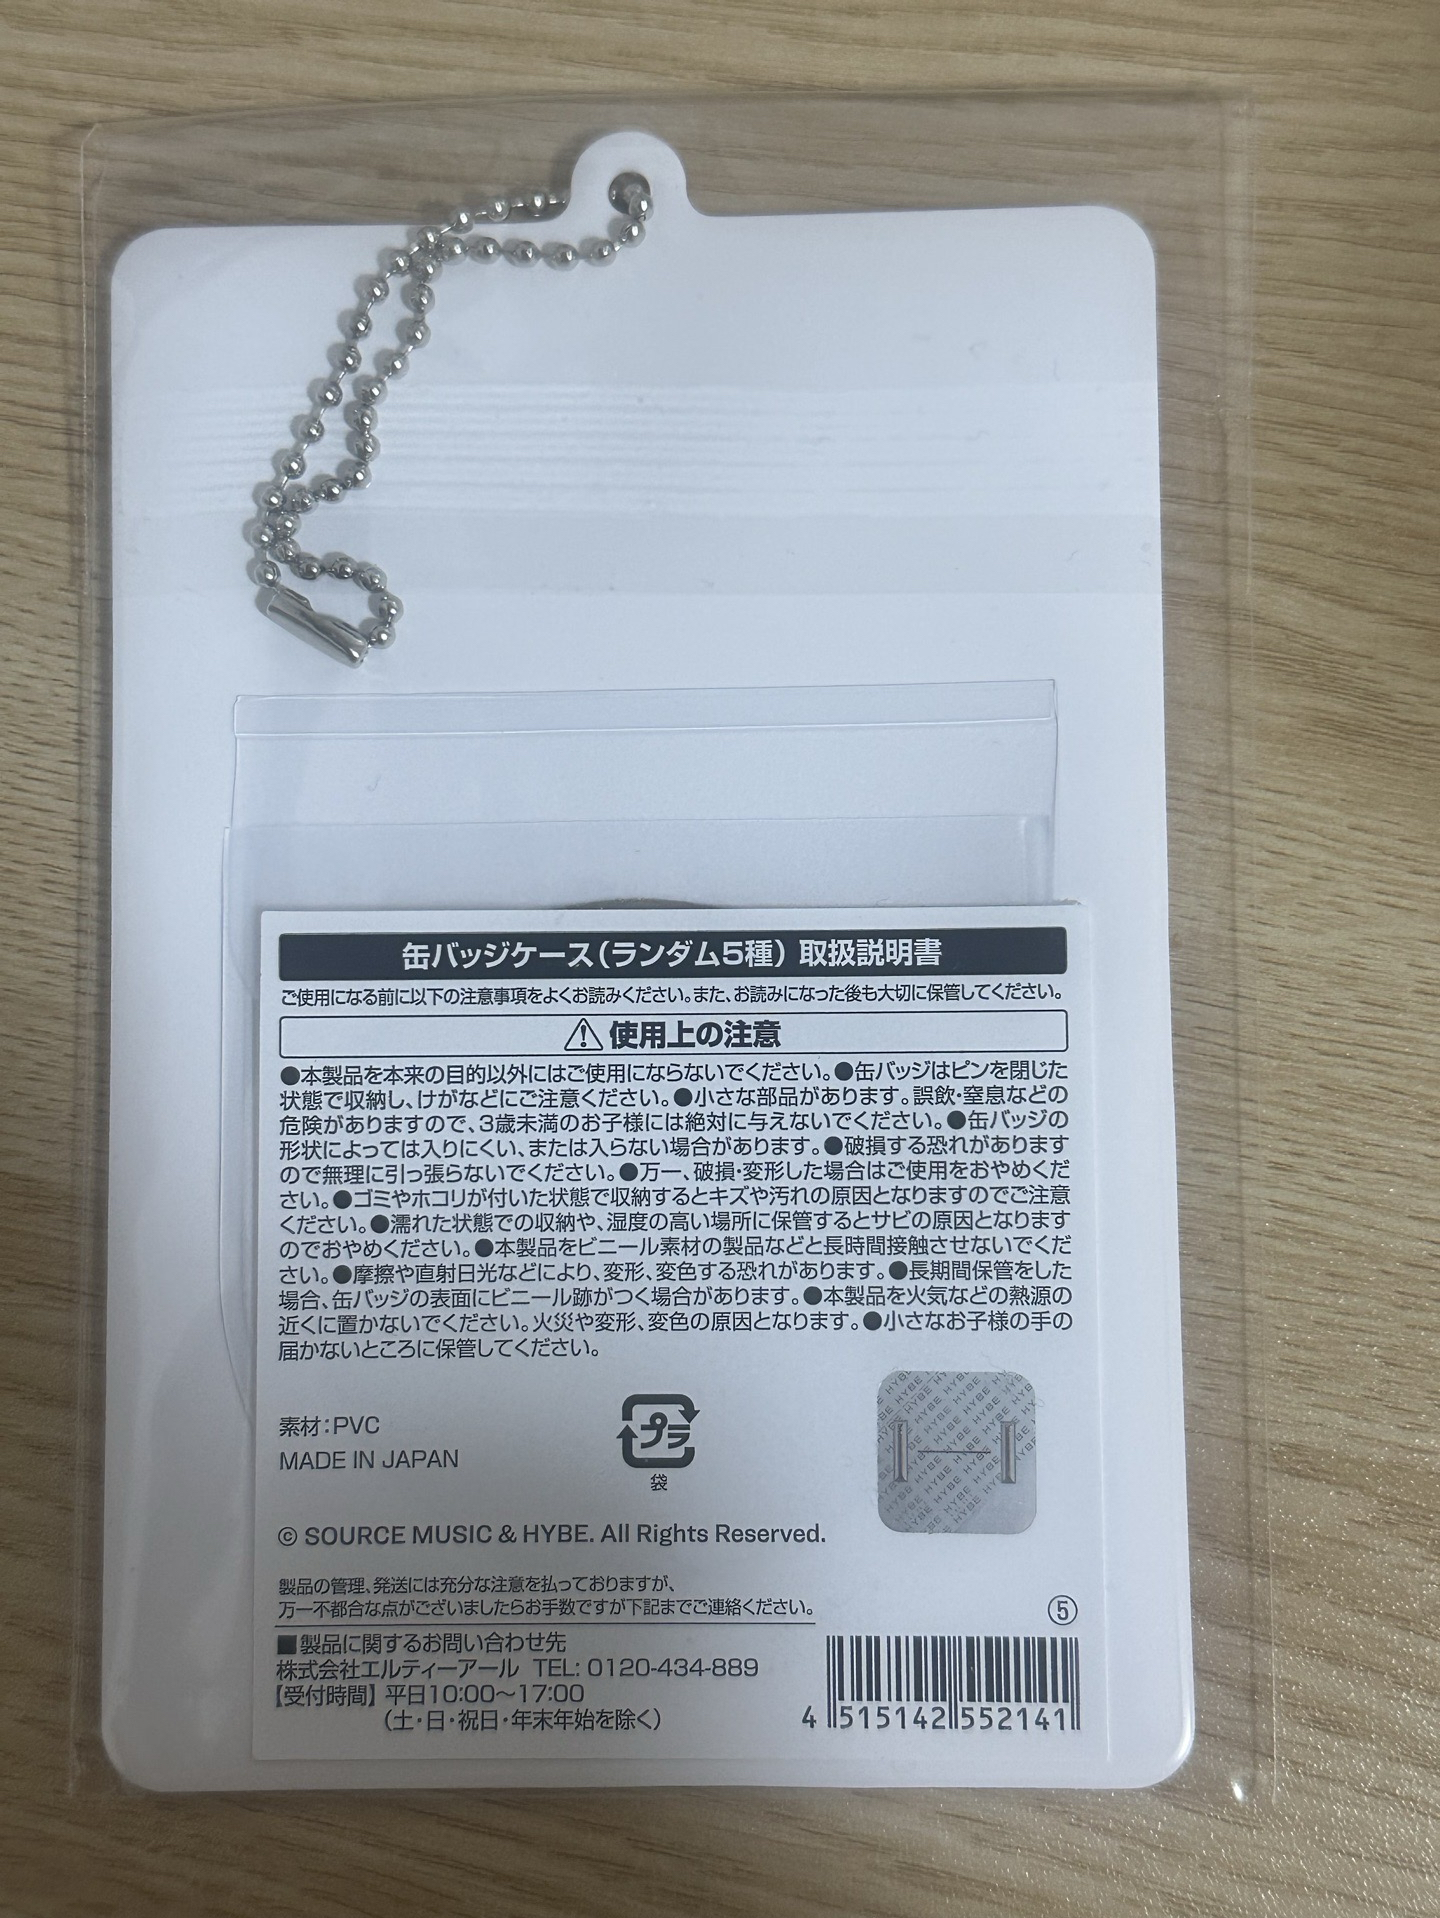 缶バッジケース（ランダム5種）取扱説明書
ご使用になる前に以下の注意事項をよくお読みください。また、お読みになった後も大切に保管してください。
⚠使用上の注意
●本製品を本来の目的以外にはご使用にならないでください。●缶バッジはピンを閉じた
状態で収納し、けがなどにご注意ください。●小さな部品があります。誤飲・窒息などの
危険がありますので、3歳未満のお子様には絶対に与えないでください。●缶バッジの
形状によっては入りにくい、または入らない場合があります。●破損する恐れがあります
ので無理に引っ張らないでください。●万一、破損・変形した場合はご使用をおやめくだ
さい。●ゴミやホコリが付いた状態で収納するとキズや汚れの原因となりますのでご注意
ください。●濡れた状態での収納や、湿度の高い場所に保管するとサビの原因となります
のでおやめください。●本製品をビニール素材の製品などと長時間接触させないでくだ
さい。●摩擦や直射日光などにより、変形、変色する恐れがあります。●長期間保管をした
場合、缶バッジの表面にビニール跡がつく場合があります。●本製品を火気などの熱源の
近くに置かないでください。火災や変形、変色の原因となります。●小さなお子様の手の
届かないところに保管してください。
素材：PVC
MADE IN JAPAN
プラ
袋
HYBE
© SOURCE MUSIC & HYBE. All Rights Reserved.
製品の管理、発送には充分な注意を払っておりますが、
万一不都合な点がございましたらお手数ですが下記までご連絡ください。
⑤
■製品に関するお問い合わせ先
株式会社エルティーアール TEL: 0120-434-889
【受付時間】平日10:00～17:00
（土・日・祝日・年末年始を除く）
4 515142 552141